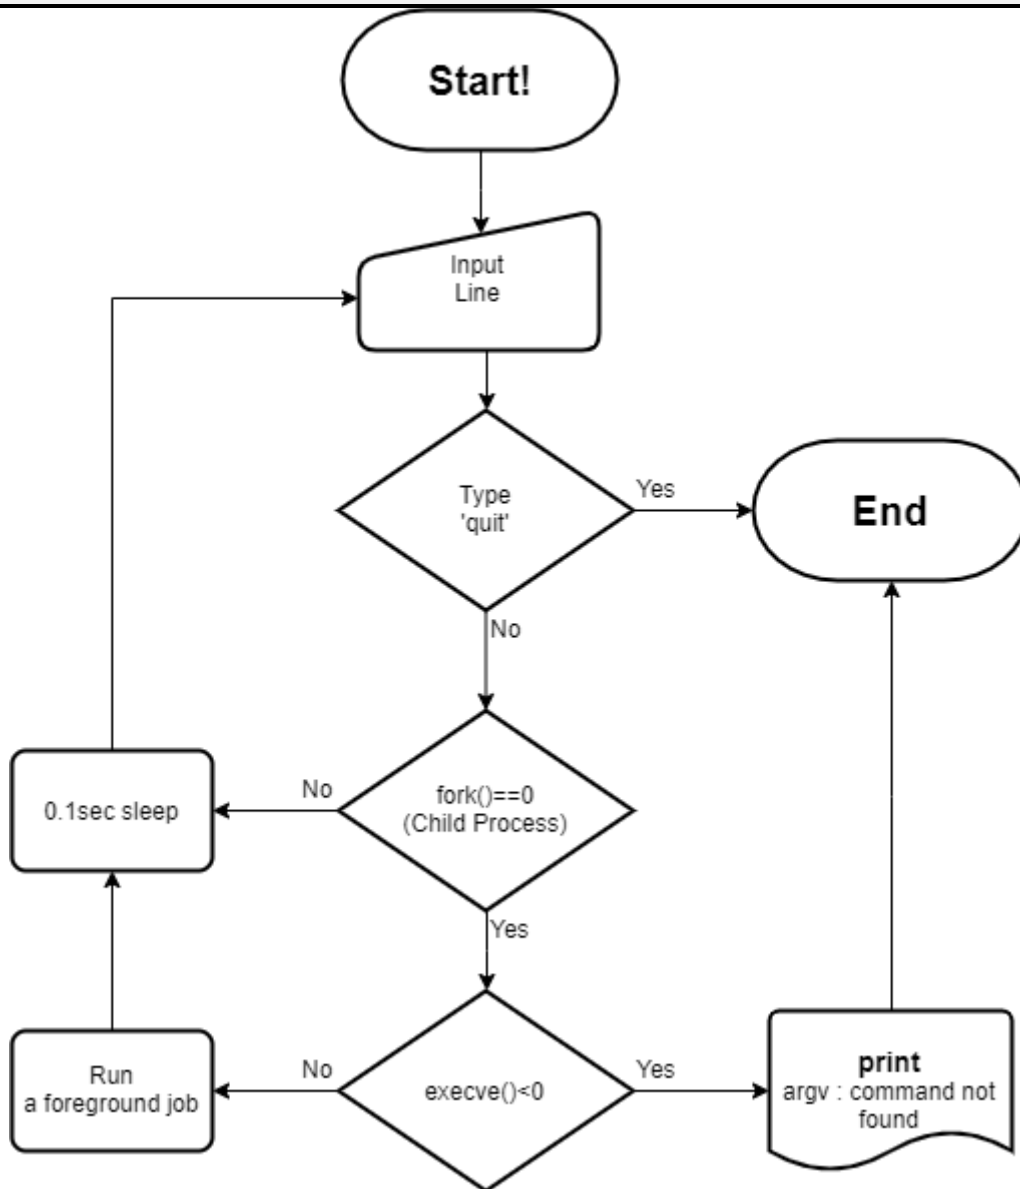 Start!
Input
Line
Type
'quit'
Yes
End
No
fork()==0
(Child Process)
No
0.1sec sleep
Yes
execve()<0
No
Run
a foreground job
Yes
print
argv : command not
found